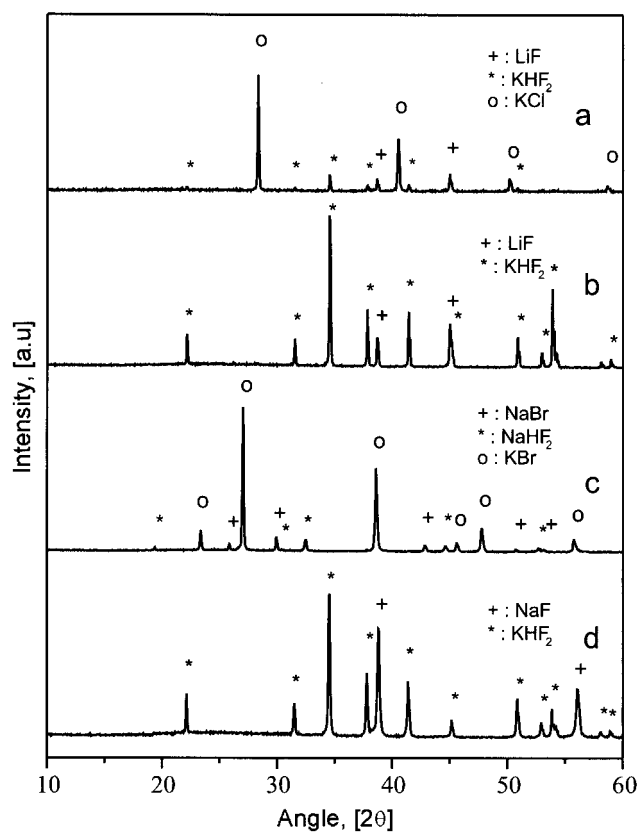 o
+ : LiF
* : KHF2
o : KCl
a
o
* * * * + * + o * o
*
+ : LiF
* : KHF2
b
* * * + * + * * * * *
o
+ : NaBr
* : NaHF2
o : KBr
c
o
* o + + * * + * o o + * + o
*
+ : NaF
* : KHF2
d
* * * + * * * * * + * *
Intensity, [a.u]
10 20 30 40 50 60
Angle, [2θ]